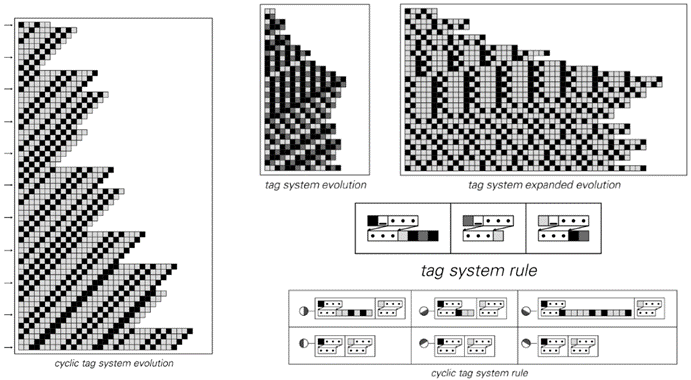 tag system evolution
tag system expanded evolution
tag system rule
cyclic tag system evolution
cyclic tag system rule